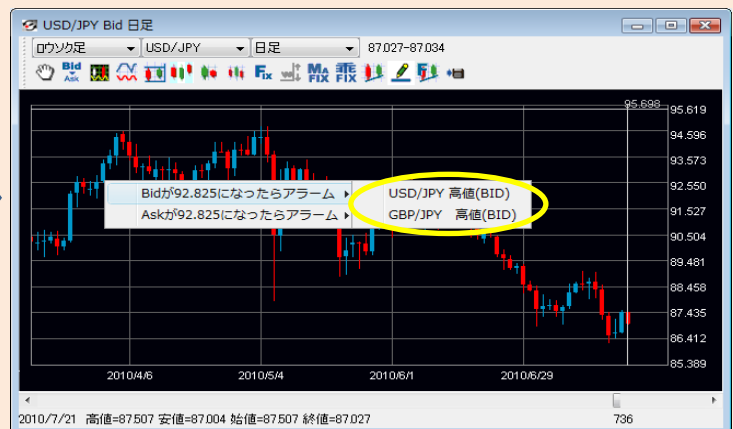 USD/JPY Bid 日足
ロウソク足 USD/JPY 日足 87.027-87.034
Bid Ask Fix MA FIX 乖離 FIX
95.698
95.619
94.596
93.573
Bidが92.825になったらアラーム USD/JPY 高値(BID)
92.550
Askが92.825になったらアラーム GBP/JPY 高値(BID)
91.527
90.504
89.481
88.458
87.435
86.412
85.389
2010/4/6 2010/5/4 2010/6/1 2010/6/29
2010/7/21 高値=87.507 安値=87.004 始値=87.507 終値=87.027 736